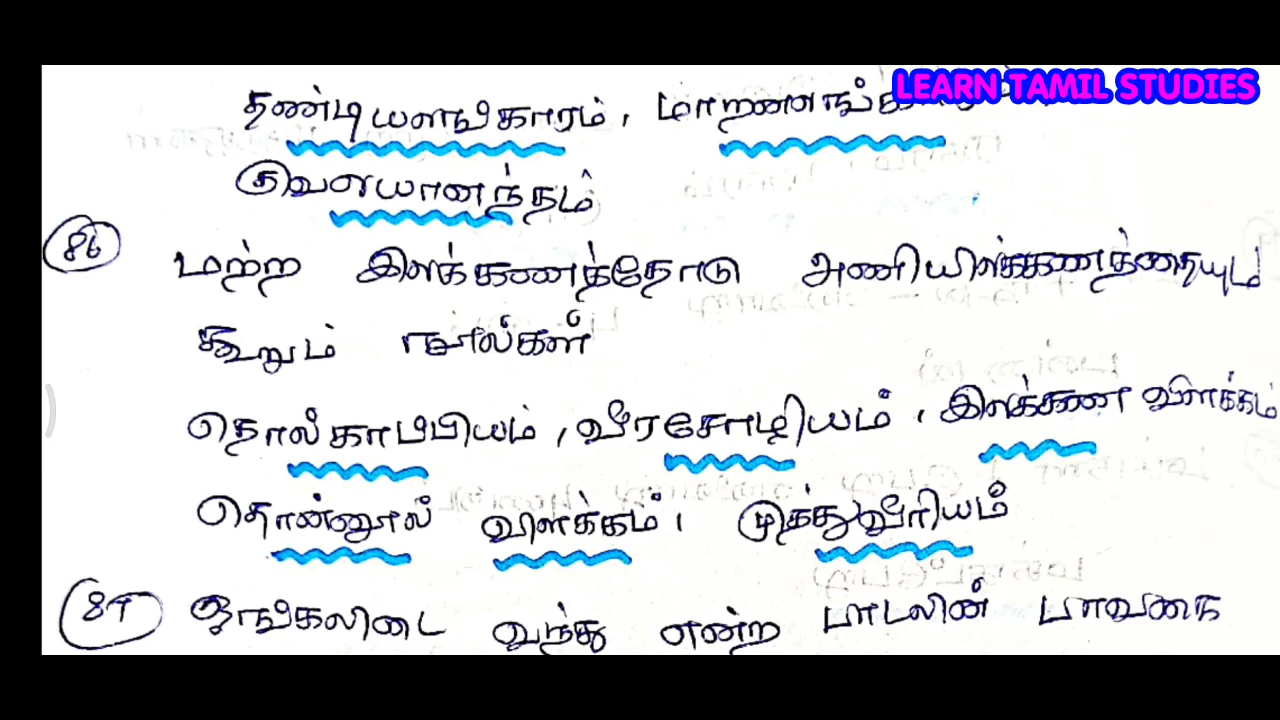 LEARN TAMIL STUDIES
தண்டியலங்காரம்,
குவலயானந்தம்
86 மற்ற இலக்கணத்தோடு அணியிலக்கணத்தையும்
கூறும் நூல்கள்
தொல்காப்பியம், வீரசோழியம், இலக்கண விளக்கம்
தொன்னூல் விளக்கம், முத்துவீரியம்
87 ஓங்கலிடை வந்து என்ற பாடலின் பாவகை